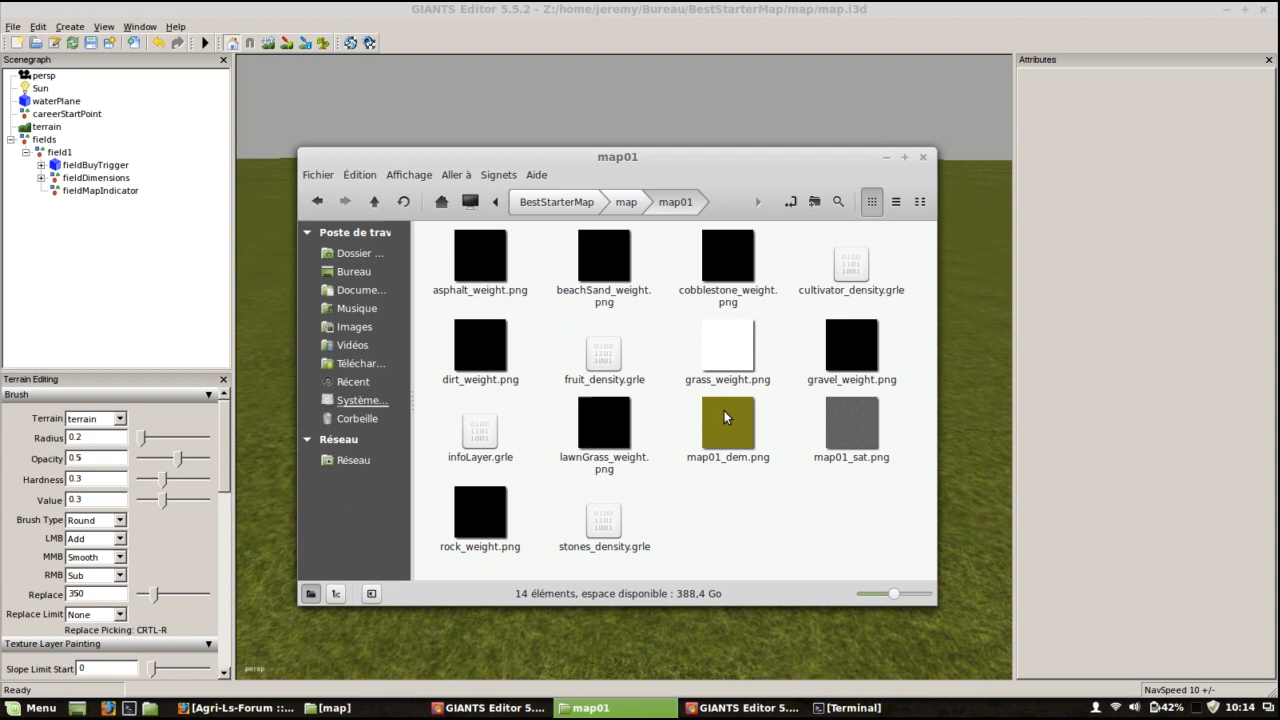 GIANTS Editor 5.5.2 - Z:/home/jeremy/Bureau/BestStarterMap/map/map.i3d
File Edit Create View Window Help
Scenegraph
persp
Sun
waterPlane
careerStartPoint
terrain
fields
field1
fieldBuyTrigger
fieldDimensions
fieldMapIndicator
Terrain Editing
Brush
Terrain: terrain
Radius: 0.2
Opacity: 0.5
Hardness: 0.3
Value: 0.3
Brush Type: Round
LMB: Add
MMB: Smooth
RMB: Sub
Replace: 350
Replace Limit: None
Replace Picking: CRTL-R
Texture Layer Painting
Slope Limit Start: 0
Ready
map01
Fichier Édition Affichage Aller à Signets Aide
BestStarterMap map map01
Poste de trav
Dossier ...
Bureau
Docume...
Musique
Images
Vidéos
Téléchar...
Récent
Système...
Corbeille
Réseau
Réseau
asphalt_weight.png
beachSand_weight.
png
cobblestone_weight.
png
cultivator_density.grle
dirt_weight.png
fruit_density.grle
grass_weight.png
gravel_weight.png
infoLayer.grle
lawnGrass_weight.
png
map01_dem.png
map01_sat.png
rock_weight.png
stones_density.grle
14 éléments, espace disponible : 388,4 Go
persp
Attributes
NavSpeed 10 +/-
Menu
[Agri-Ls-Forum ::...
[map]
GIANTS Editor 5.5....
map01
GIANTS Editor 5.5....
[Terminal]
42%
10:14